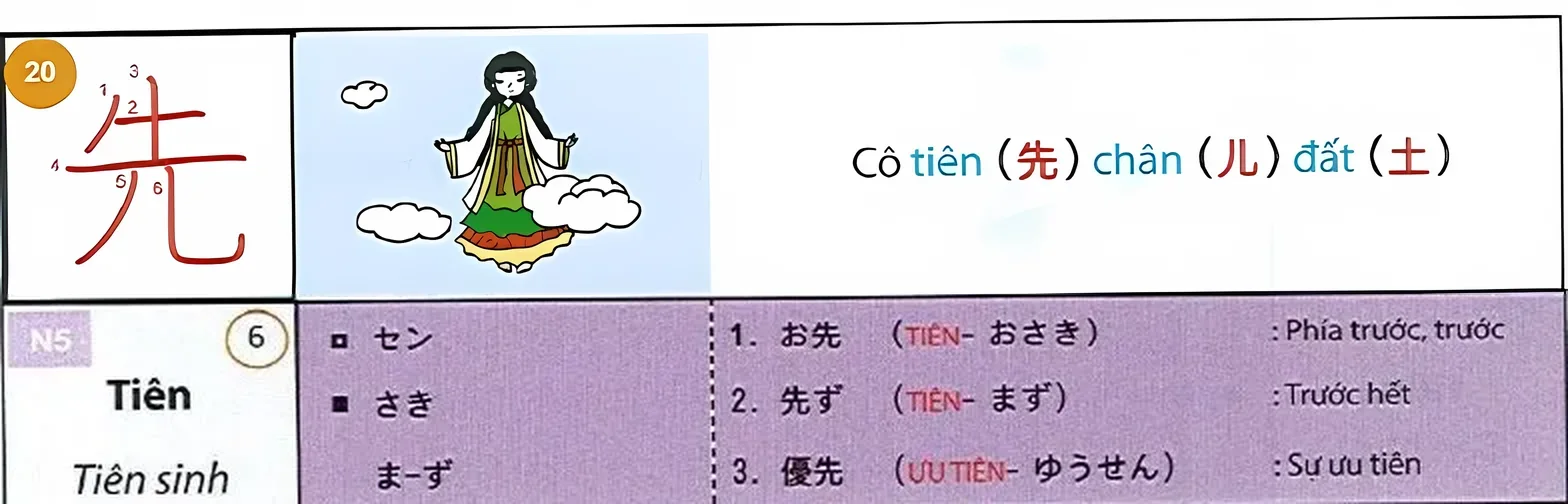 20
先
1 2 3 4 5 6
Cô tiên (先) chân (儿) đất (土)
N5
6
Tiên
Tiên sinh
セン
さき
まーず
1. お先 (TIÊN- おさき) : Phía trước, trước
2. 先ず (TIÊN- まず) : Trước hết
3. 優先 (ƯU TIÊN- ゆうせん) : Sự ưu tiên